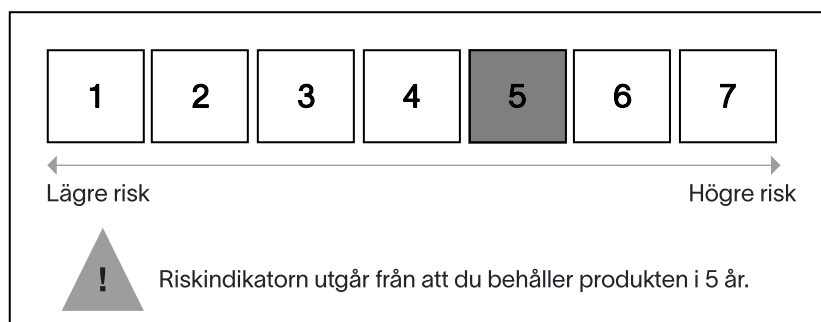 1 2 3 4 5 6 7
Lägre risk Högre risk
! Riskindikatorn utgår från att du behåller produkten i 5 år.